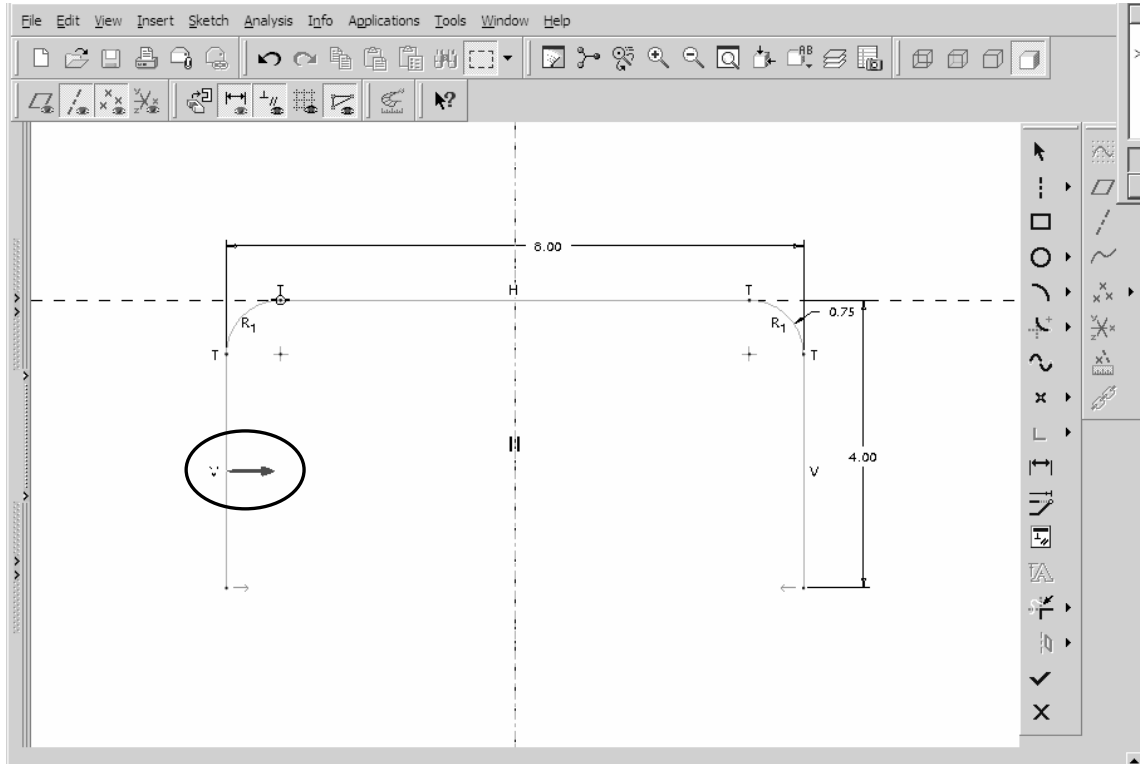 File Edit View Insert Sketch Analysis Info Applications Tools Window Help
AB
8.00
T H T
R1 R1 0.75
T T
V 4.00 V